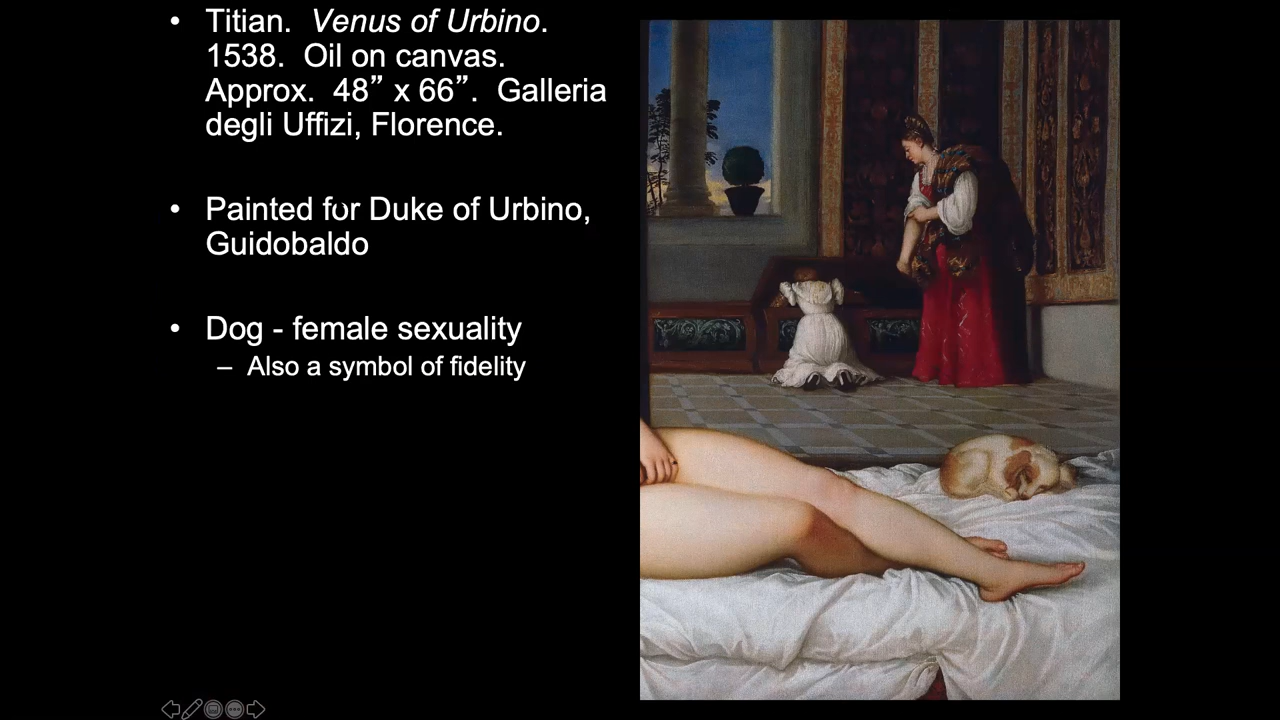 • Titian. Venus of Urbino.
1538. Oil on canvas.
Approx. 48” x 66”. Galleria
degli Uffizi, Florence.
• Painted for Duke of Urbino,
Guidobaldo
• Dog - female sexuality
– Also a symbol of fidelity